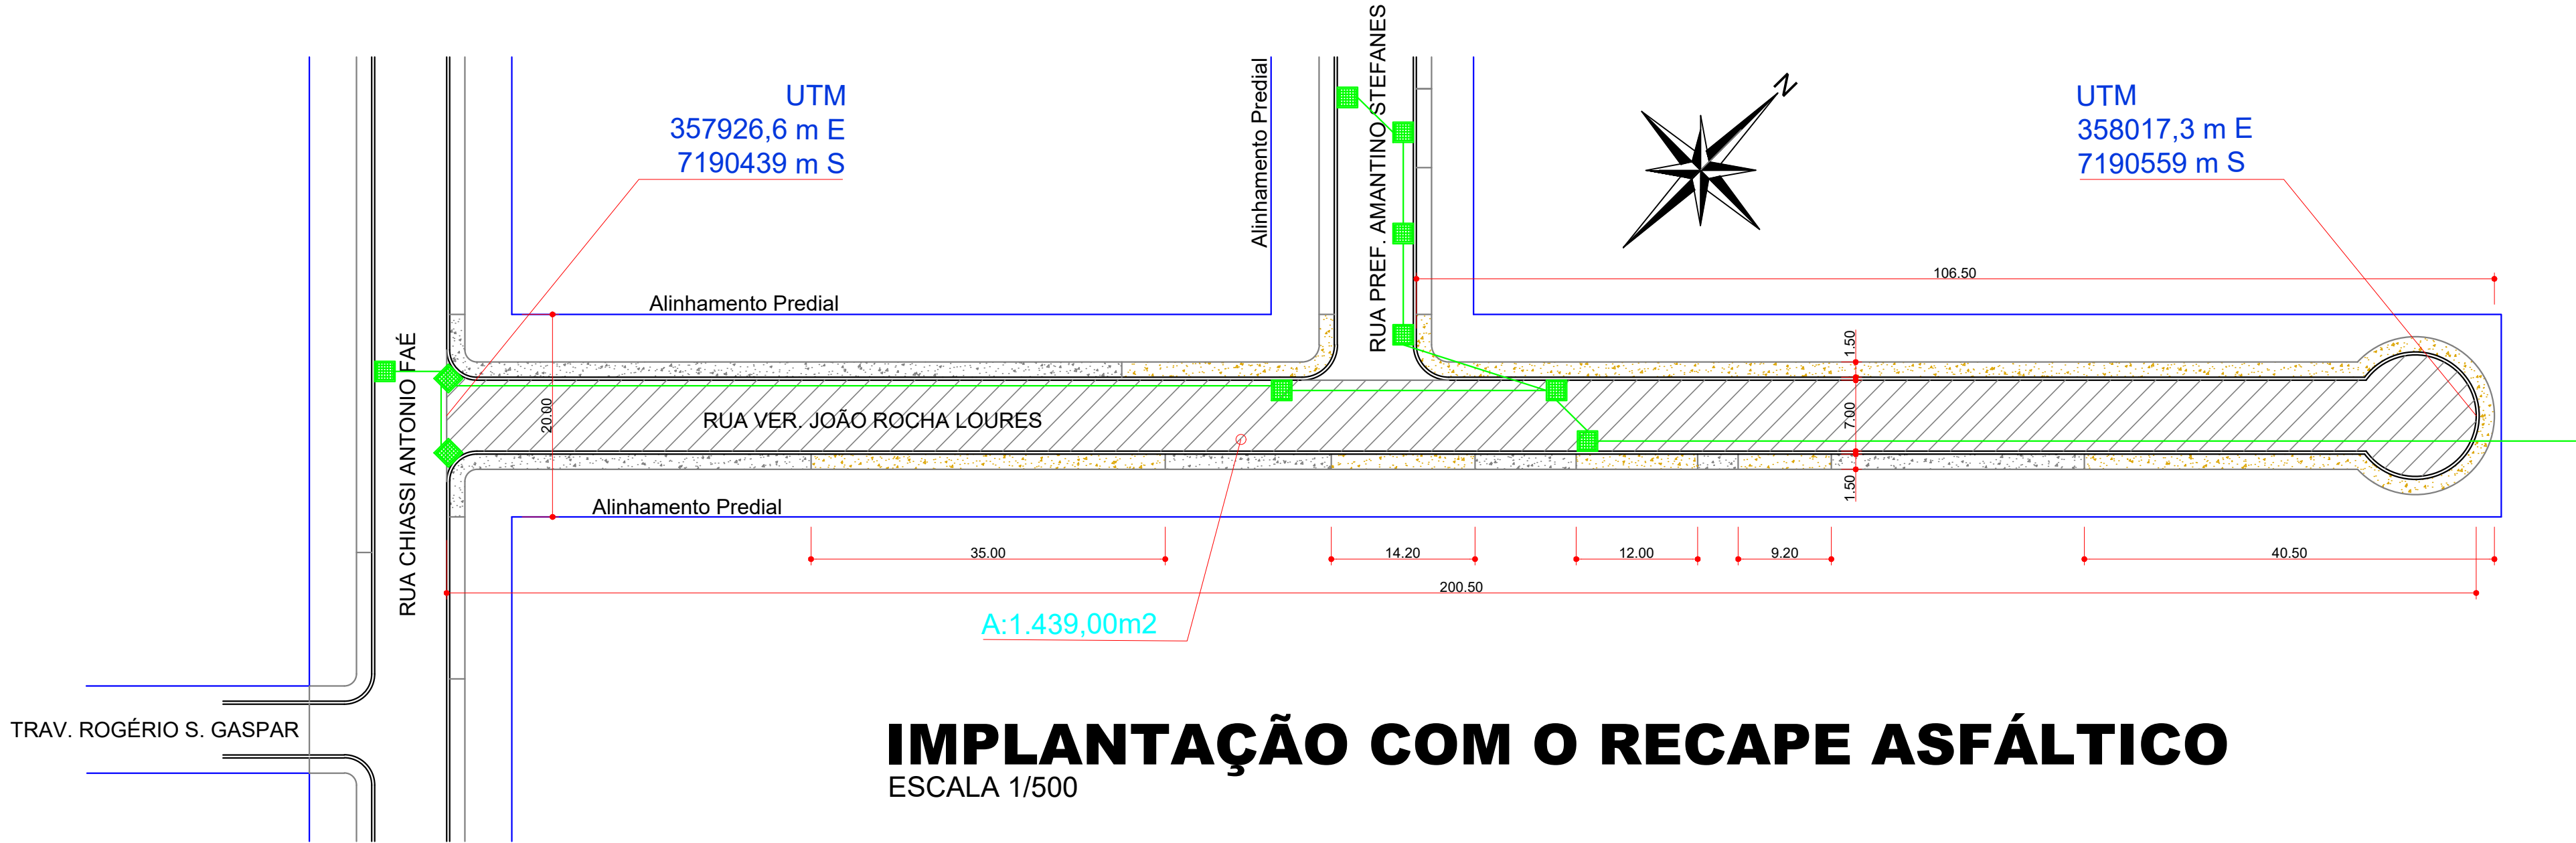 RUA PREF. AMANTINO STEFANES
Alinhamento Predial
N
UTM
357926,6 m E
7190439 m S
UTM
358017,3 m E
7190559 m S
106.50
Alinhamento Predial
1.50
7.00
1.50
20.00
RUA VER. JOÃO ROCHA LOURES
RUA CHIASSI ANTONIO FAÉ
Alinhamento Predial
35.00
14.20
12.00
9.20
40.50
200.50
A:1.439,00m2
TRAV. ROGÉRIO S. GASPAR
IMPLANTAÇÃO COM O RECAPE ASFÁLTICO
ESCALA 1/500